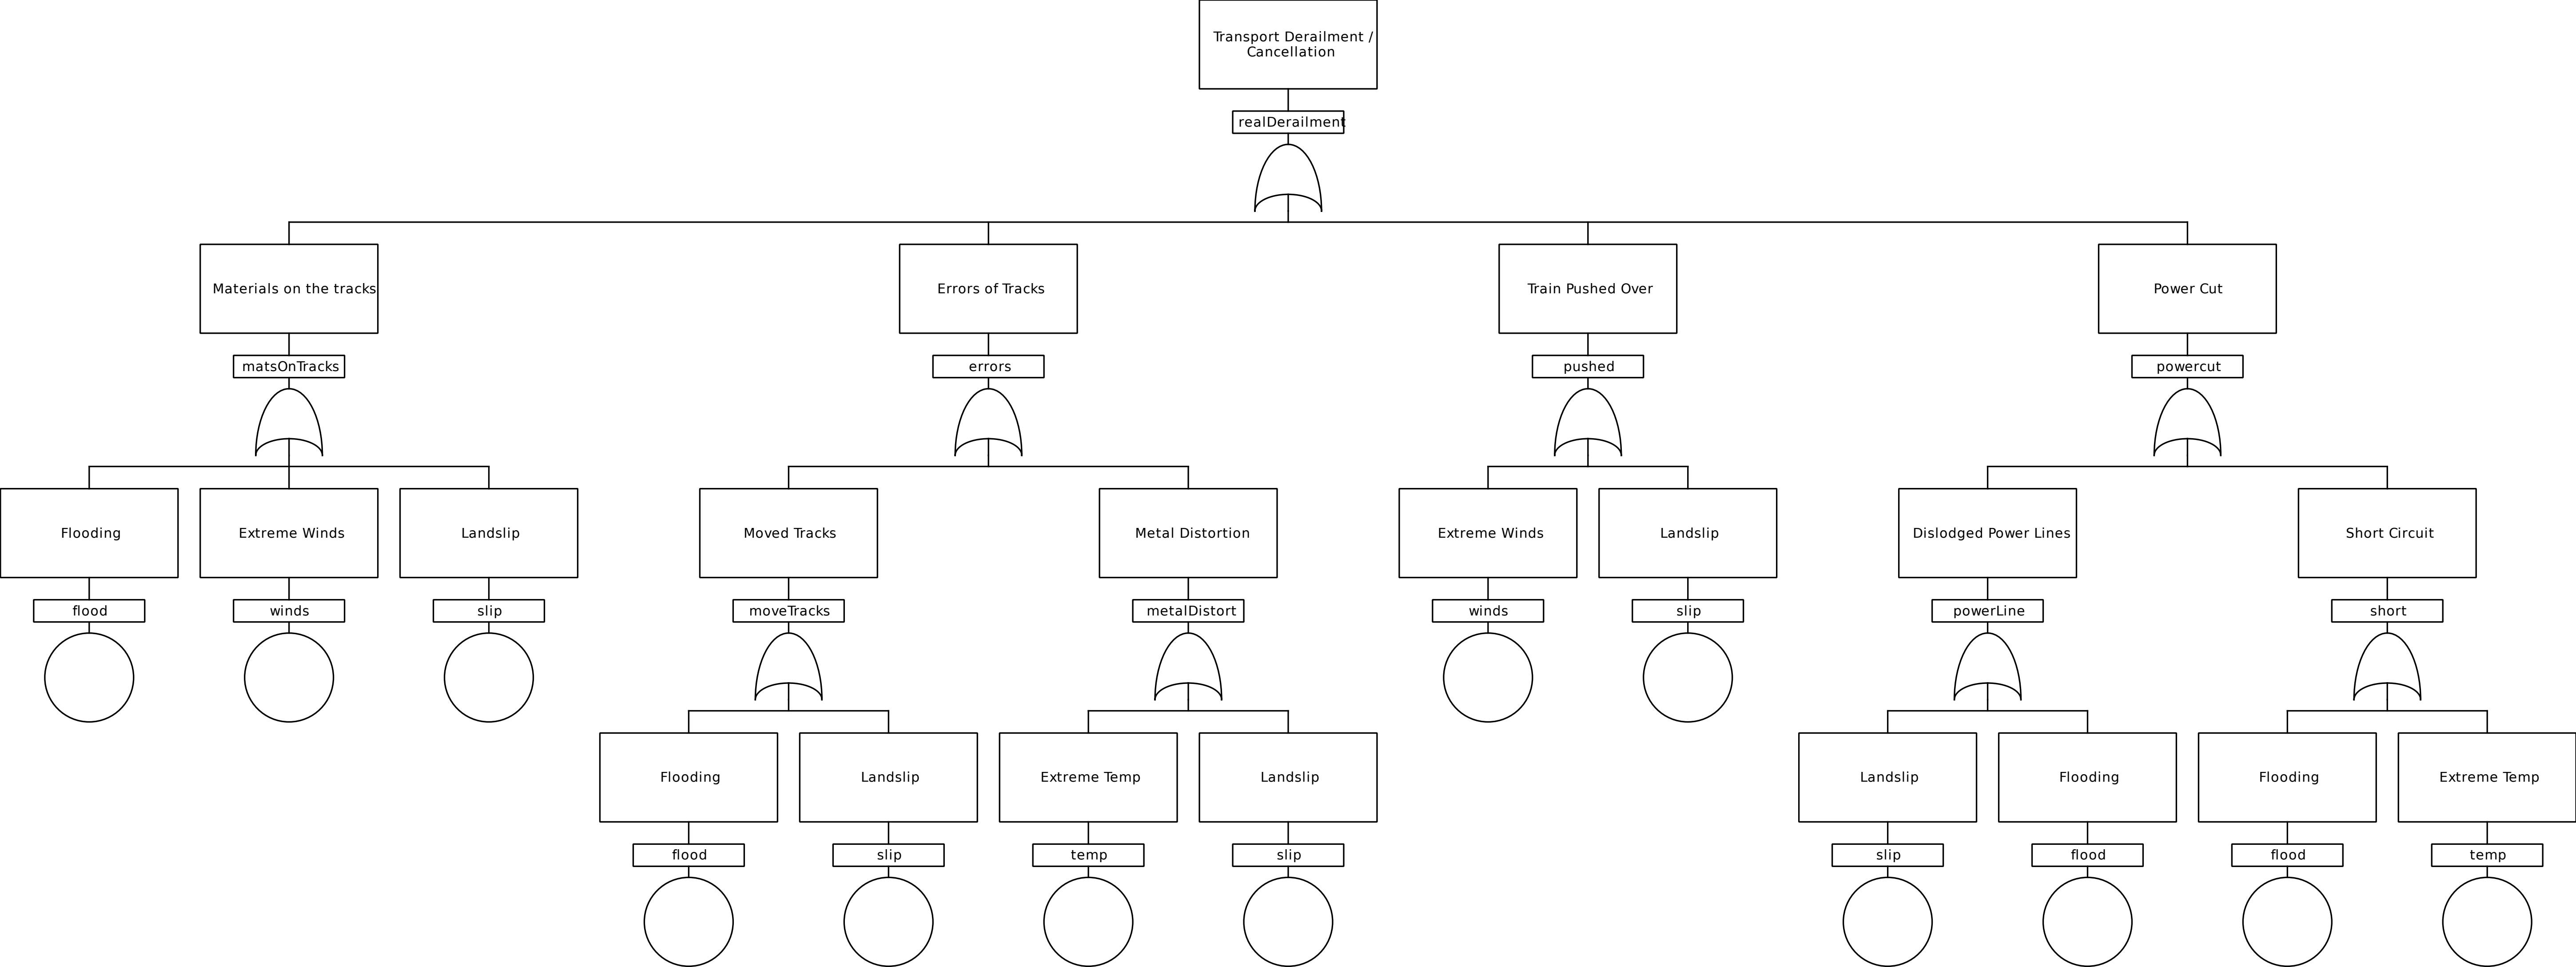 Transport Derailment /
Cancellation
realDerailment
Materials on the tracks
Errors of Tracks
Train Pushed Over
Power Cut
matsOnTracks
errors
pushed
powercut
Flooding
Extreme Winds
Landslip
Moved Tracks
Metal Distortion
Extreme Winds
Landslip
Dislodged Power Lines
Short Circuit
flood
winds
slip
moveTracks
metalDistort
winds
slip
powerLine
short
Flooding
Landslip
Extreme Temp
Landslip
Landslip
Flooding
Flooding
Extreme Temp
flood
slip
temp
slip
slip
flood
flood
temp